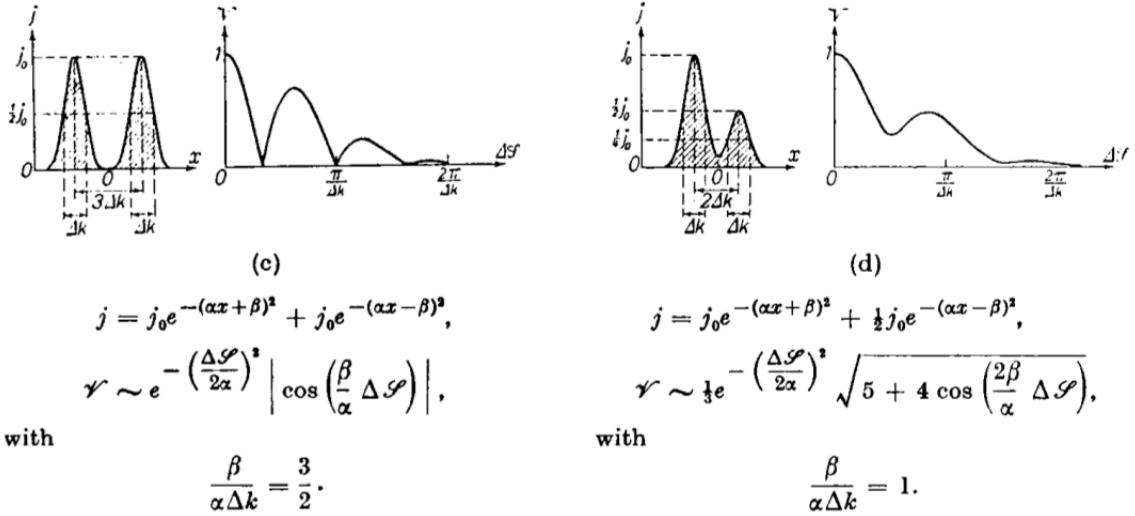 j
j₀
½j₀
0
0
x
3Δk
Δk
Δk
𝒱
1
0
π/Δk
2π/Δk
Δ𝒮
(c)
j = j₀e^{−(αx+β)²} + j₀e^{−(αx−β)²},
𝒱 ∼ e^{−(Δ𝒮/2α)²} | cos (β/α Δ𝒮) |,
with
β/αΔk = 3/2.
j
j₀
½j₀
¼j₀
0
0
x
2Δk
Δk
Δk
𝒱
1
0
π/Δk
2π/Δk
Δ𝒮
(d)
j = j₀e^{−(αx+β)²} + ½j₀e^{−(αx−β)²},
𝒱 ∼ ⅓e^{−(Δ𝒮/2α)²} √(5 + 4 cos (2β/α Δ𝒮)),
with
β/αΔk = 1.